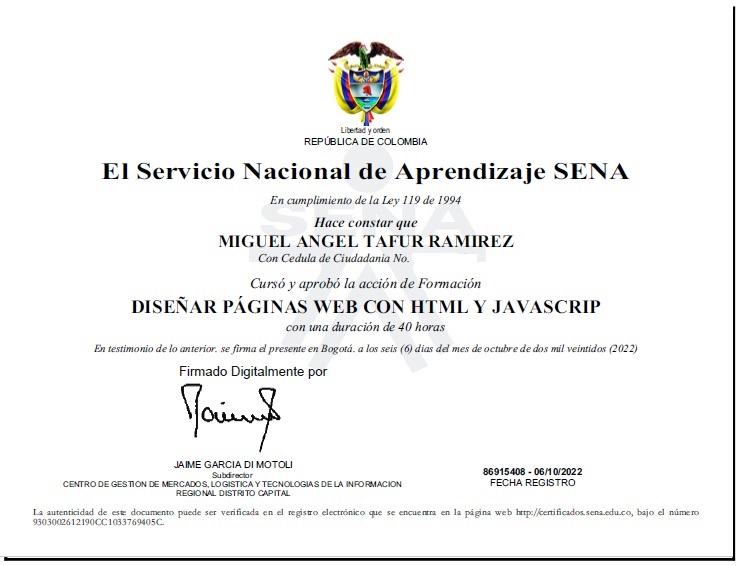 Libertad y orden
REPÚBLICA DE COLOMBIA
El Servicio Nacional de Aprendizaje SENA
En cumplimiento de la Ley 119 de 1994
SENA
Hace constar que
MIGUEL ANGEL TAFUR RAMIREZ
Con Cedula de Ciudadania No.
Cursó y aprobó la acción de Formación
DISEÑAR PÁGINAS WEB CON HTML Y JAVASCRIP
con una duración de 40 horas
En testimonio de lo anterior. se firma el presente en Bogotá. a los seis (6) dias del mes de octubre de dos mil veintidos (2022)
Firmado Digitalmente por
JAIME GARCIA DI MOTOLI
Subdirector
CENTRO DE GESTION DE MERCADOS, LOGISTICA Y TECNOLOGIAS DE LA INFORMACION
REGIONAL DISTRITO CAPITAL
86915408 - 06/10/2022
FECHA REGISTRO
La autenticidad de este documento puede ser verificada en el registro electrónico que se encuentra en la página web http://certificados.sena.edu.co, bajo el número
9303002612190CC1033769405C.